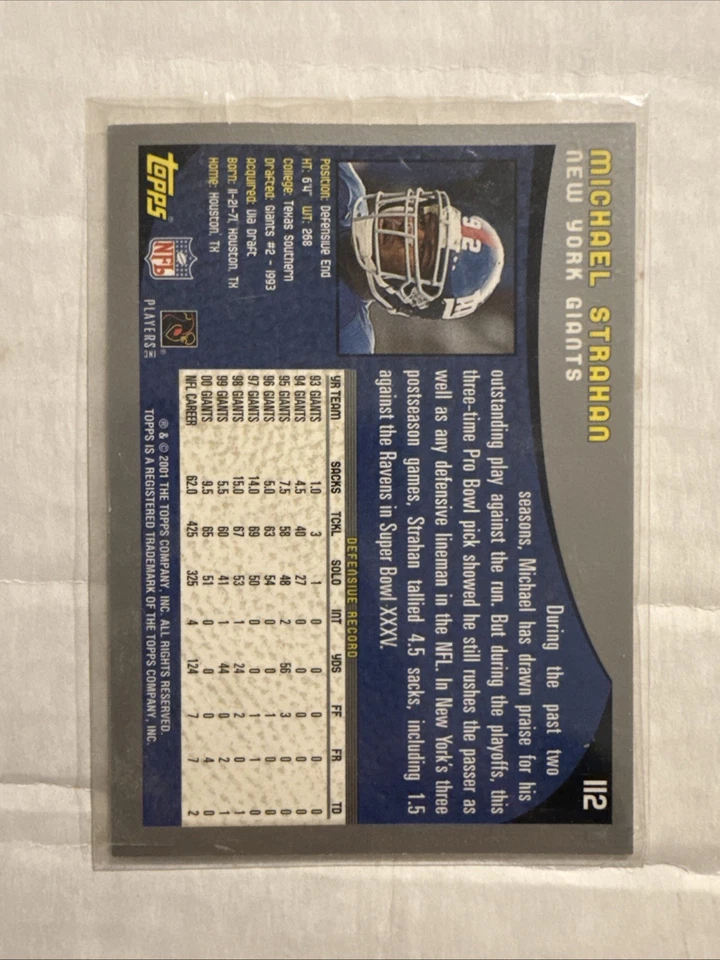 MICHAEL STRAHAN
NEW YORK GIANTS
112
92
Position: Defensive End
HT: 6'4" WT: 268
College: Texas Southern
Drafted: Giants #2 - 1993
Acquired: Via Draft
Born: 11-21-71, Houston, TX
Home: Houston, TX
During the past two
seasons, Michael has drawn praise for his
outstanding play against the run. But during the playoffs, this
three-time Pro Bowl pick showed he still rushes the passer as
well as any defensive lineman in the NFL. In New York's three
postseason games, Strahan tallied 4.5 sacks, including 1.5
against the Ravens in Super Bowl XXXV.
DEFENSIVE RECORD
YR TEAM SACKS TCKL SOLO INT YDS FF FR TD
93 GIANTS 1.0 3 1 0 0 0 0 0
94 GIANTS 4.5 40 27 0 0 0 0 0
95 GIANTS 7.5 58 48 2 56 3 0 0
96 GIANTS 5.0 63 54 0 0 1 0 0
97 GIANTS 14.0 69 50 0 0 1 1 0
98 GIANTS 15.0 67 53 1 24 2 0 1
99 GIANTS 5.5 60 41 1 44 0 2 1
00 GIANTS 9.5 65 51 0 0 0 4 0
NFL CAREER 62.0 425 325 4 124 7 7 2
Topps
NFL
PLAYERS INC
® & © 2001 THE TOPPS COMPANY, INC. ALL RIGHTS RESERVED.
TOPPS IS A REGISTERED TRADEMARK OF THE TOPPS COMPANY, INC.